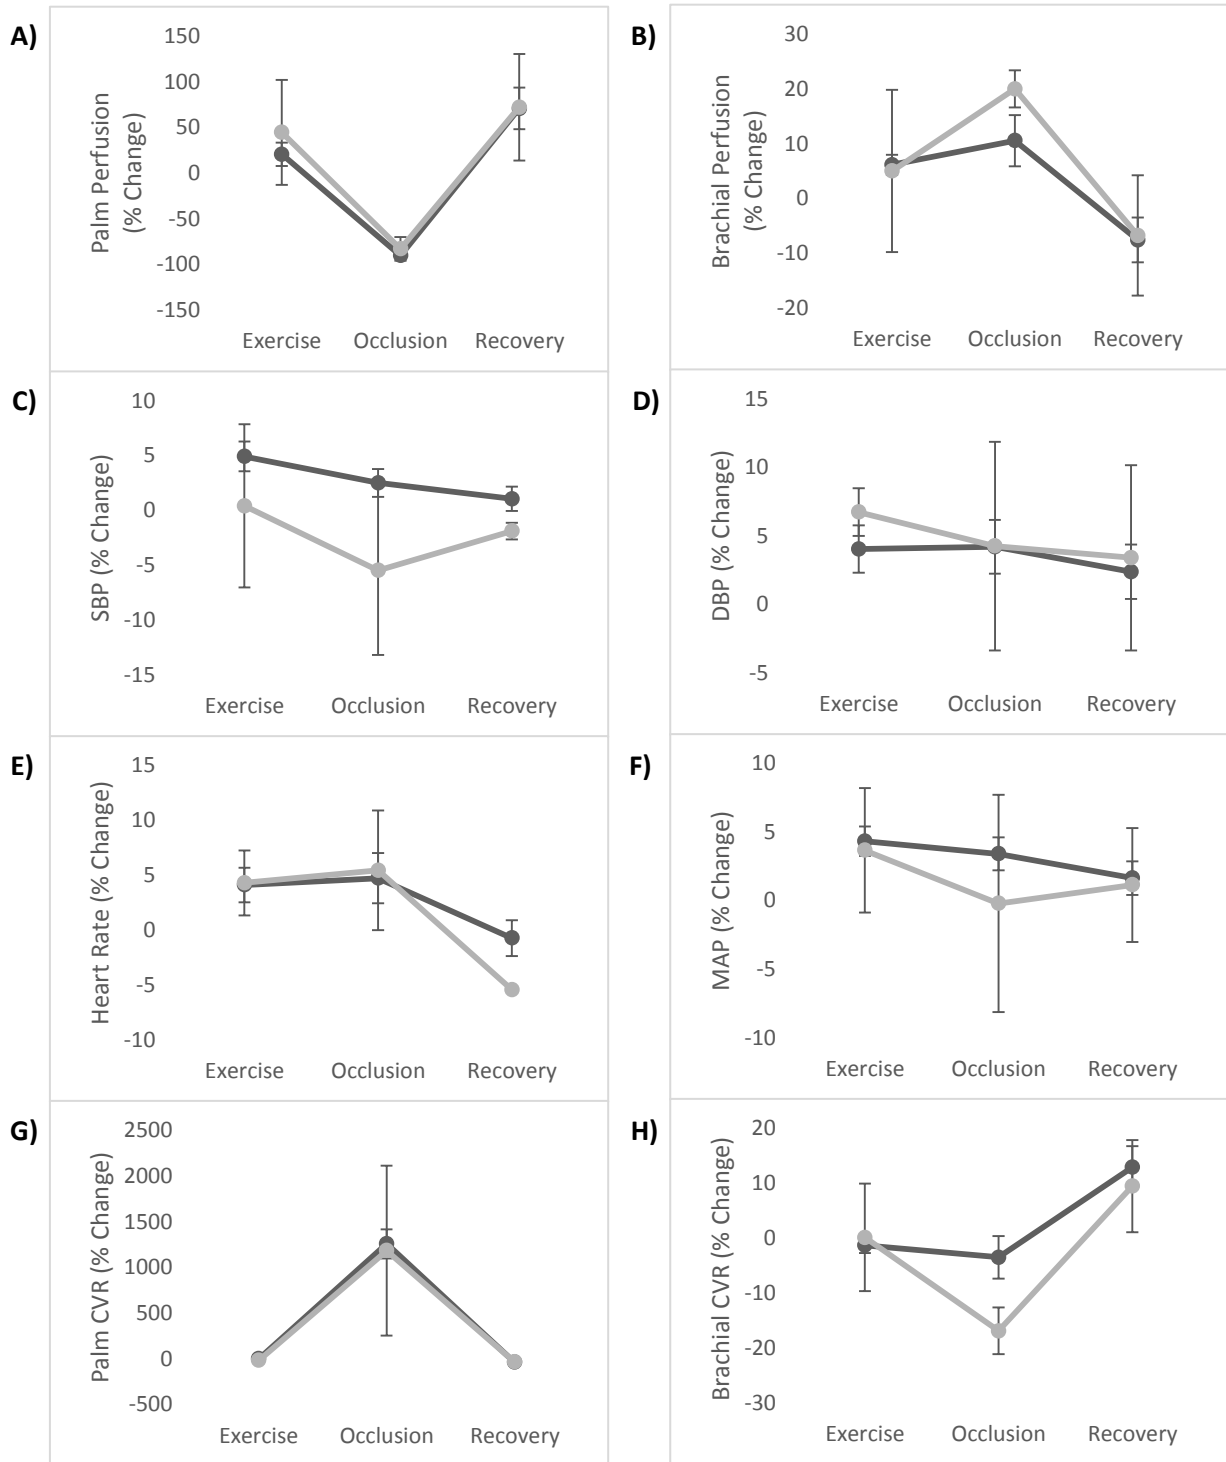 A)
Palm Perfusion
(% Change)
150
100
50
0
-50
-100
-150
Exercise
Occlusion
Recovery
B)
Brachial Perfusion
(% Change)
30
20
10
0
-10
-20
Exercise
Occlusion
Recovery
C)
SBP (% Change)
10
5
0
-5
-10
-15
Exercise
Occlusion
Recovery
D)
DBP (% Change)
15
10
5
0
-5
Exercise
Occlusion
Recovery
E)
Heart Rate (% Change)
15
10
5
0
-5
-10
Exercise
Occlusion
Recovery
F)
MAP (% Change)
10
5
0
-5
-10
Exercise
Occlusion
Recovery
G)
Palm CVR (% Change)
2500
2000
1500
1000
500
0
-500
Exercise
Occlusion
Recovery
H)
Brachial CVR (% Change)
20
10
0
-10
-20
-30
Exercise
Occlusion
Recovery